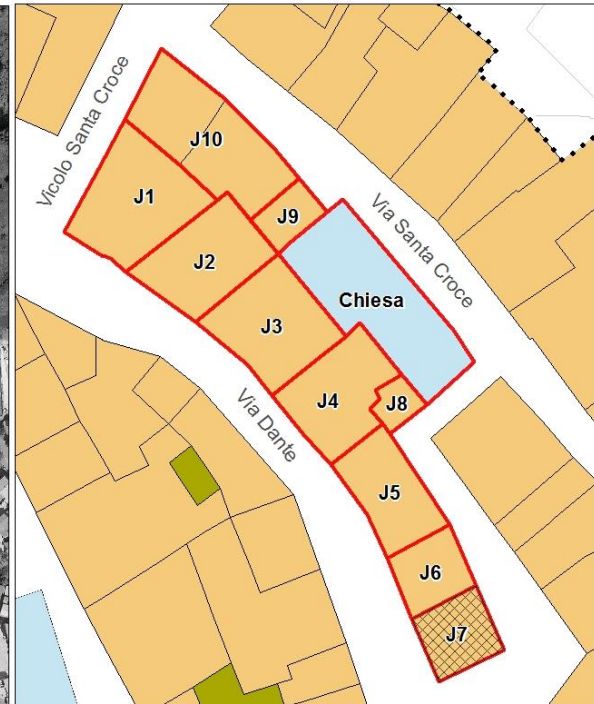 Vicolo Santa Croce
J10
J1
J9
Via Santa Croce
J2
Chiesa
J3
J4
J8
Via Dante
J5
J6
J7